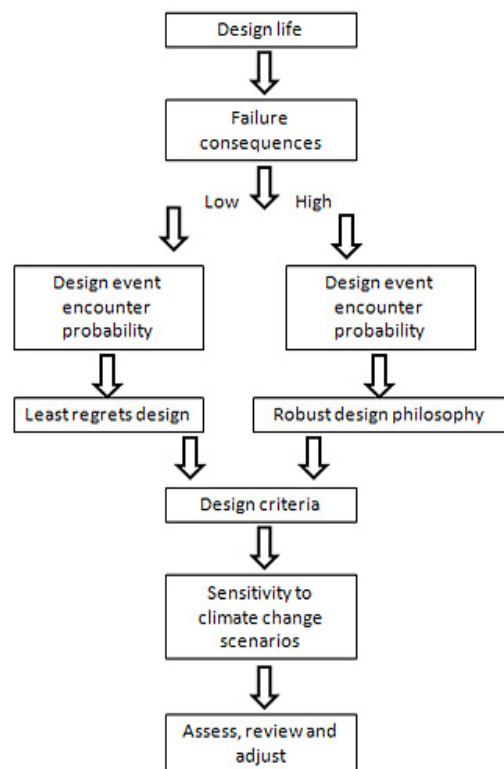 Design life
Failure
consequences
Low
High
Design event
encounter
probability
Design event
encounter
probability
Least regrets design
Robust design philosophy
Design criteria
Sensitivity to
climate change
scenarios
Assess, review and
adjust